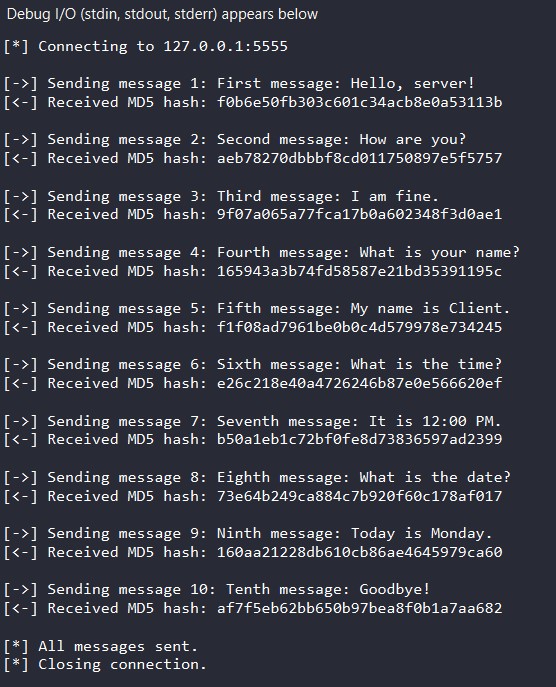 Debug I/O (stdin, stdout, stderr) appears below
[*] Connecting to 127.0.0.1:5555
[->] Sending message 1: First message: Hello, server!
[<-] Received MD5 hash: f0b6e50fb303c601c34acb8e0a53113b
[->] Sending message 2: Second message: How are you?
[<-] Received MD5 hash: aeb78270dbbbf8cd011750897e5f5757
[->] Sending message 3: Third message: I am fine.
[<-] Received MD5 hash: 9f07a065a77fca17b0a602348f3d0ae1
[->] Sending message 4: Fourth message: What is your name?
[<-] Received MD5 hash: 165943a3b74fd58587e21bd35391195c
[->] Sending message 5: Fifth message: My name is Client.
[<-] Received MD5 hash: f1f08ad7961be0b0c4d579978e734245
[->] Sending message 6: Sixth message: What is the time?
[<-] Received MD5 hash: e26c218e40a4726246b87e0e566620ef
[->] Sending message 7: Seventh message: It is 12:00 PM.
[<-] Received MD5 hash: b50a1eb1c72bf0fe8d73836597ad2399
[->] Sending message 8: Eighth message: What is the date?
[<-] Received MD5 hash: 73e64b249ca884c7b920f60c178af017
[->] Sending message 9: Ninth message: Today is Monday.
[<-] Received MD5 hash: 160aa21228db610cb86ae4645979ca60
[->] Sending message 10: Tenth message: Goodbye!
[<-] Received MD5 hash: af7f5eb62bb650b97bea8f0b1a7aa682
[*] All messages sent.
[*] Closing connection.